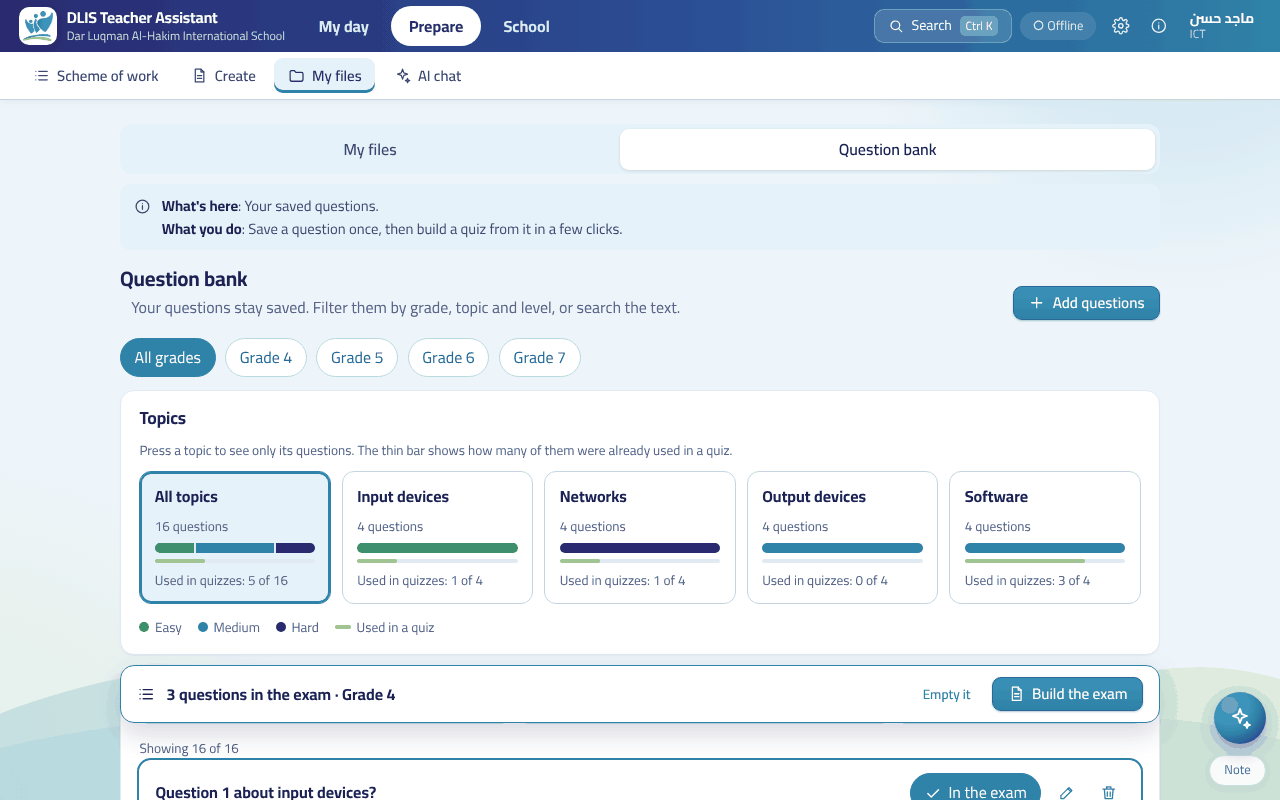 DLIS Teacher Assistant
Dar Luqman Al-Hakim International School
My day
Prepare
School
Search Ctrl K
Offline
ماجد حسن
ICT
Scheme of work
Create
My files
AI chat
My files
Question bank
What's here: Your saved questions.
What you do: Save a question once, then build a quiz from it in a few clicks.
Question bank
Your questions stay saved. Filter them by grade, topic and level, or search the text.
Add questions
All grades
Grade 4
Grade 5
Grade 6
Grade 7
Topics
Press a topic to see only its questions. The thin bar shows how many of them were already used in a quiz.
All topics
16 questions
Used in quizzes: 5 of 16
Input devices
4 questions
Used in quizzes: 1 of 4
Networks
4 questions
Used in quizzes: 1 of 4
Output devices
4 questions
Used in quizzes: 0 of 4
Software
4 questions
Used in quizzes: 3 of 4
Easy
Medium
Hard
Used in a quiz
3 questions in the exam · Grade 4
Empty it
Build the exam
Showing 16 of 16
Question 1 about input devices?
In the exam
Note